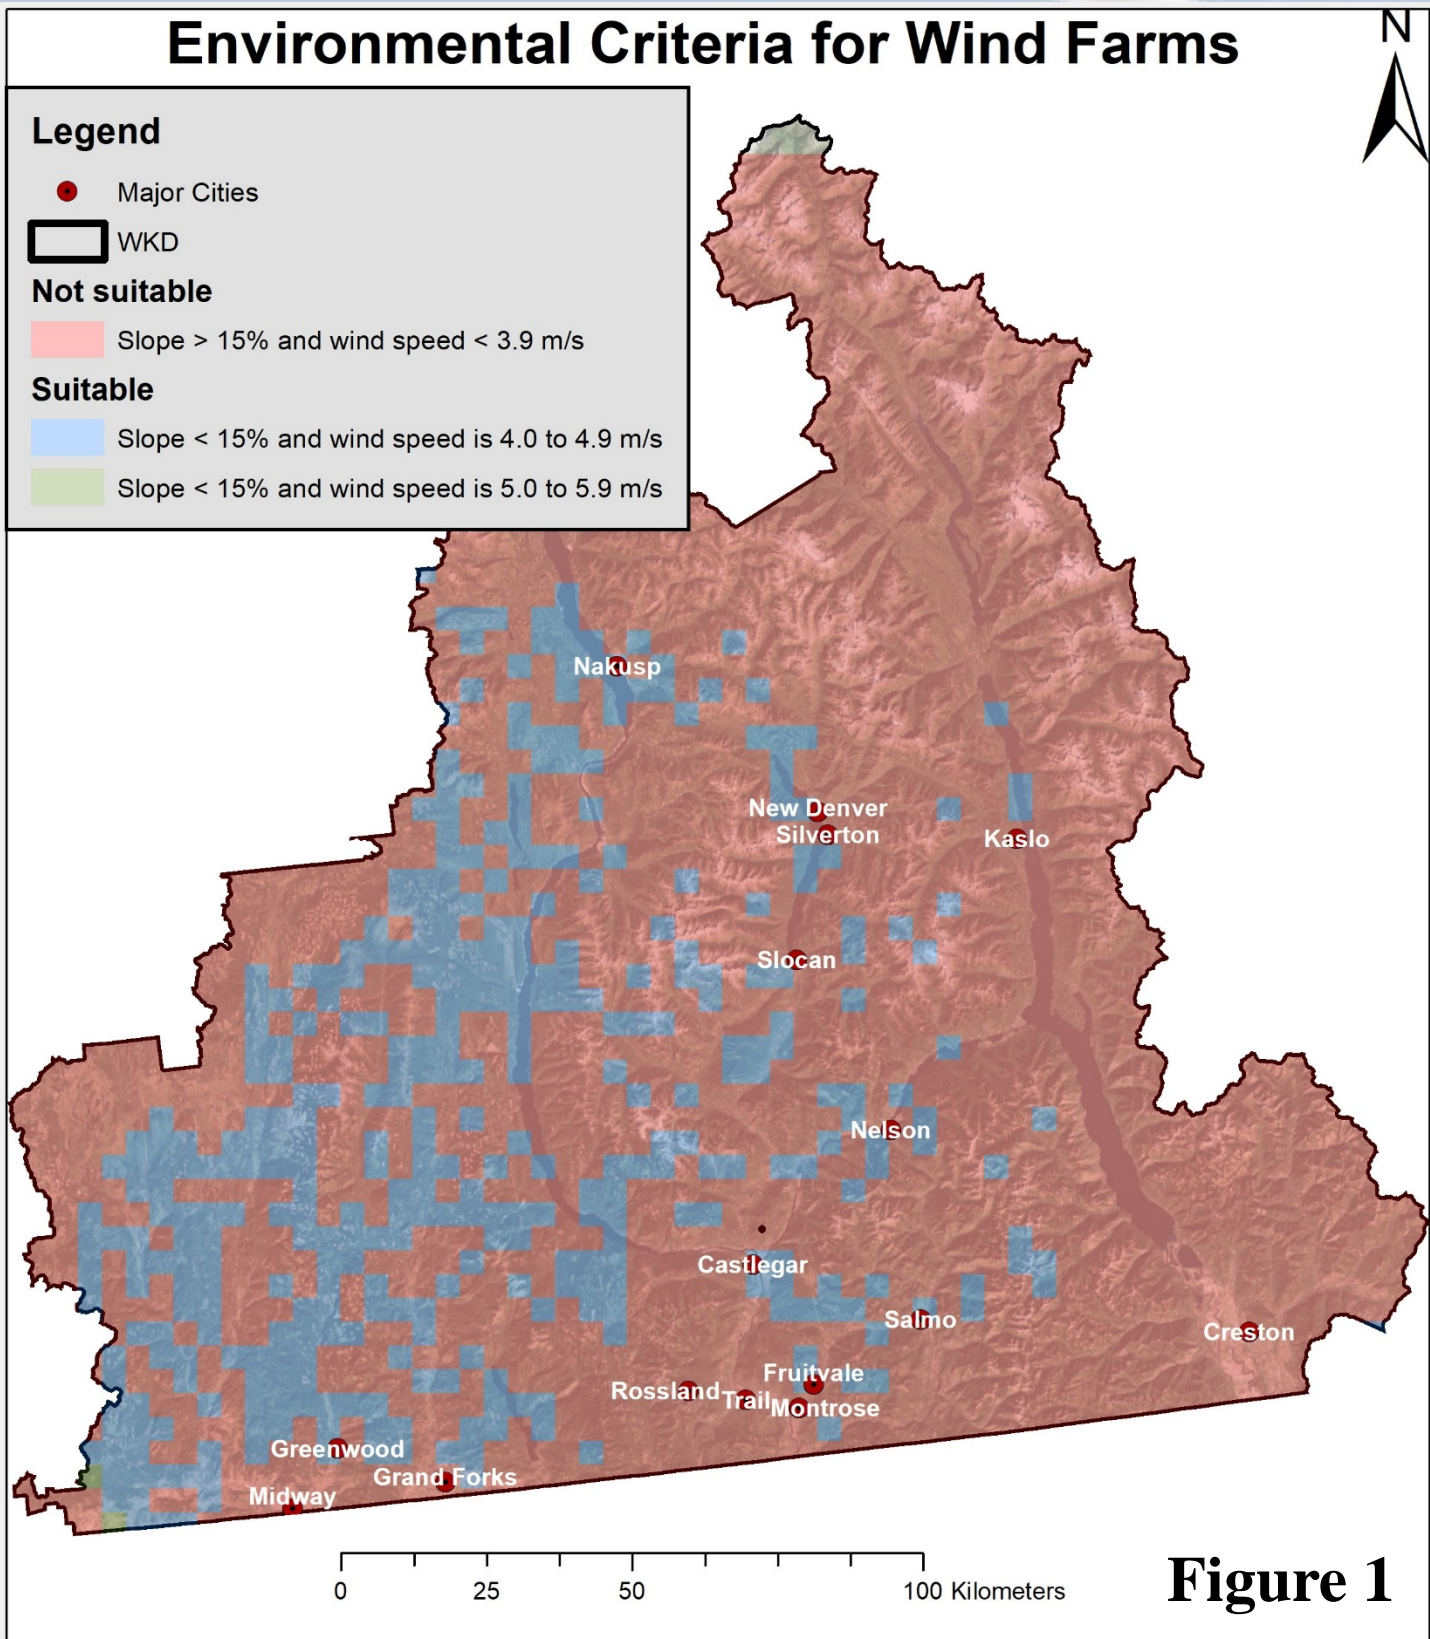 Environmental Criteria for Wind Farms
N
Legend
Major Cities
WKD
Not suitable
Slope > 15% and wind speed < 3.9 m/s
Suitable
Slope < 15% and wind speed is 4.0 to 4.9 m/s
Slope < 15% and wind speed is 5.0 to 5.9 m/s
Nakusp
New Denver
Silverton
Kaslo
Slocan
Nelson
Castlegar
Salmo
Creston
Fruitvale
Rossland
Trail
Montrose
Greenwood
Grand Forks
Midway
0 25 50 100 Kilometers
Figure 1